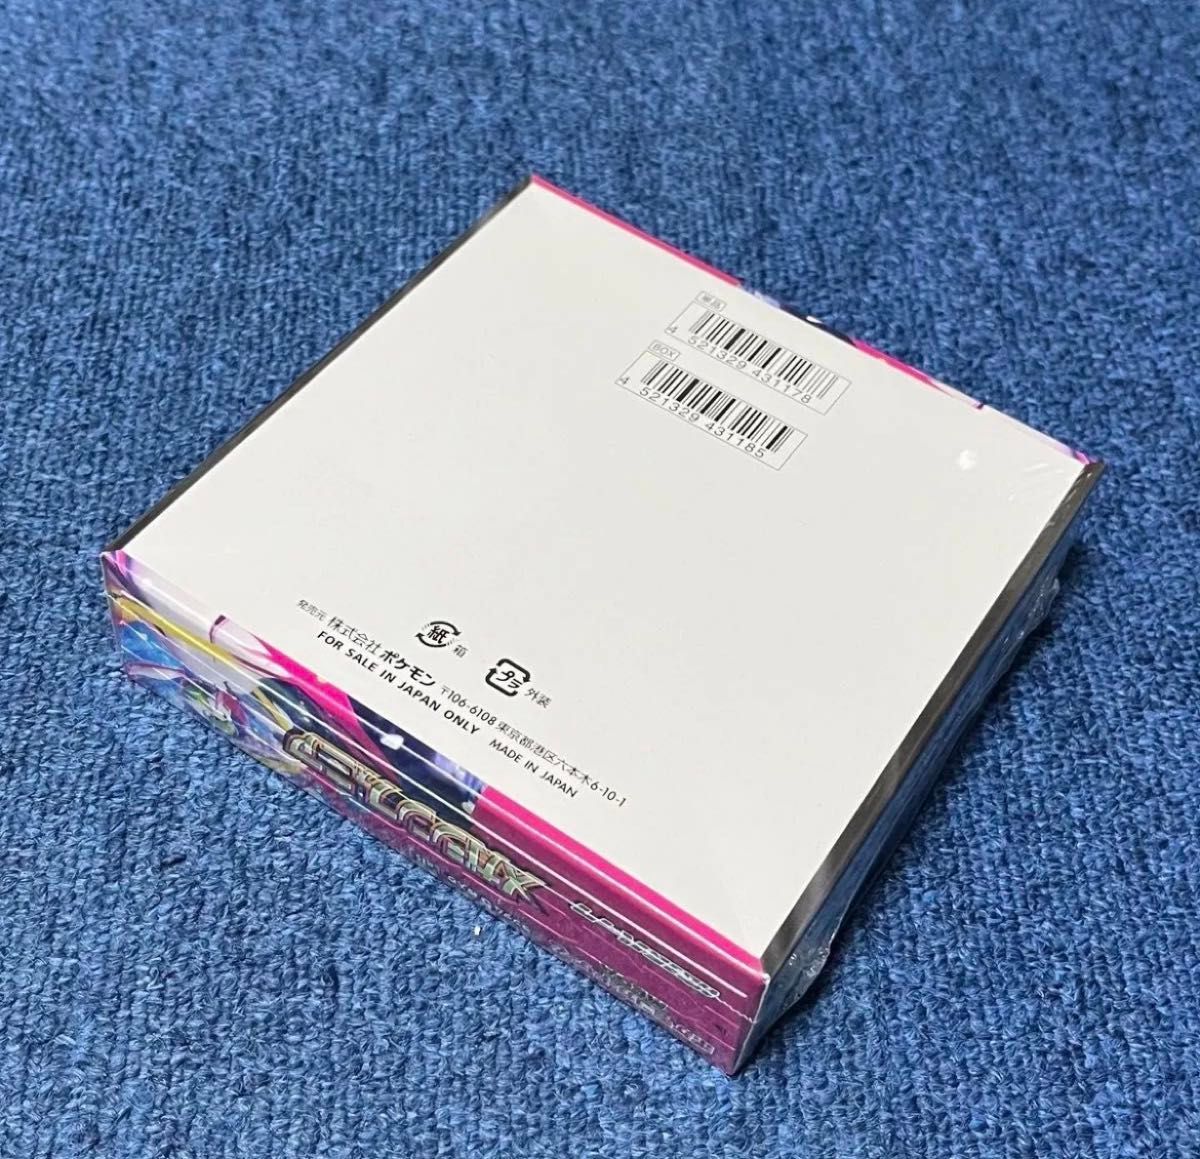 単品
4 521329 431178
BOX
4 521329 431185
紙 箱
プラ 外装
発売元 株式会社ポケモン 〒106-6108 東京都港区六本木6-10-1
FOR SALE IN JAPAN ONLY MADE IN JAPAN